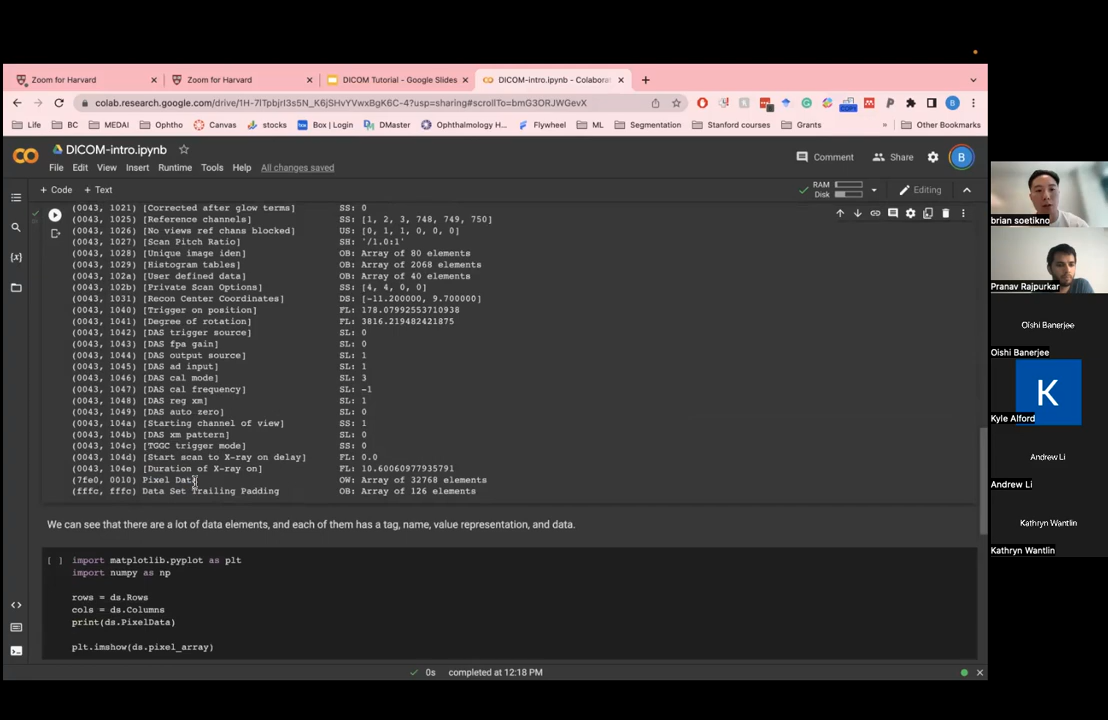 Zoom for Harvard
Zoom for Harvard
DICOM Tutorial - Google Slides
DICOM-intro.ipynb - Colabora
colab.research.google.com/drive/1H-7lTpbjrI3s5N_K6jSHvYVwxBgK6C-4?usp=sharing#scrollTo=bmG3ORJWGevX
Life
BC
MEDAI
Ophtho
Canvas
stocks
Box | Login
DMaster
Ophthalmology H...
Flywheel
ML
Segmentation
Stanford courses
Grants
Other Bookmarks
DICOM-intro.ipynb
File Edit View Insert Runtime Tools Help All changes saved
Comment
Share
B
+ Code + Text
RAM
Disk
Editing
(0043, 1021) [Corrected after glow terms] SS: 0
(0043, 1025) [Reference channels] SS: [1, 2, 3, 748, 749, 750]
(0043, 1026) [No views ref chans blocked] US: [0, 1, 1, 0, 0, 0]
(0043, 1027) [Scan Pitch Ratio] SH: '/1.0:1'
(0043, 1028) [Unique image iden] OB: Array of 80 elements
(0043, 1029) [Histogram tables] OB: Array of 2068 elements
(0043, 102a) [User defined data] OB: Array of 40 elements
(0043, 102b) [Private Scan Options] SS: [4, 4, 0, 0]
(0043, 1031) [Recon Center Coordinates] DS: [-11.200000, 9.700000]
(0043, 1040) [Trigger on position] FL: 178.07992553710938
(0043, 1041) [Degree of rotation] FL: 3816.219482421875
(0043, 1042) [DAS trigger source] SL: 0
(0043, 1043) [DAS fpa gain] SL: 0
(0043, 1044) [DAS output source] SL: 1
(0043, 1045) [DAS ad input] SL: 1
(0043, 1046) [DAS cal mode] SL: 3
(0043, 1047) [DAS cal frequency] SL: -1
(0043, 1048) [DAS reg xm] SL: 1
(0043, 1049) [DAS auto zero] SL: 0
(0043, 104a) [Starting channel of view] SS: 1
(0043, 104b) [DAS xm pattern] SL: 0
(0043, 104c) [TGGC trigger mode] SS: 0
(0043, 104d) [Start scan to X-ray on delay] FL: 0.0
(0043, 104e) [Duration of X-ray on] FL: 10.60060977935791
(7fe0, 0010) Pixel Data OW: Array of 32768 elements
(fffc, fffc) Data Set Trailing Padding OB: Array of 126 elements
We can see that there are a lot of data elements, and each of them has a tag, name, value representation, and data.
[ ] import matplotlib.pyplot as plt
import numpy as np
rows = ds.Rows
cols = ds.Columns
print(ds.PixelData)
plt.imshow(ds.pixel_array)
0s completed at 12:18 PM
brian soetikno
Pranav Rajpurkar
Oishi Banerjee
Oishi Banerjee
K
Kyle Alford
Andrew Li
Andrew Li
Kathryn Wantlin
Kathryn Wantlin